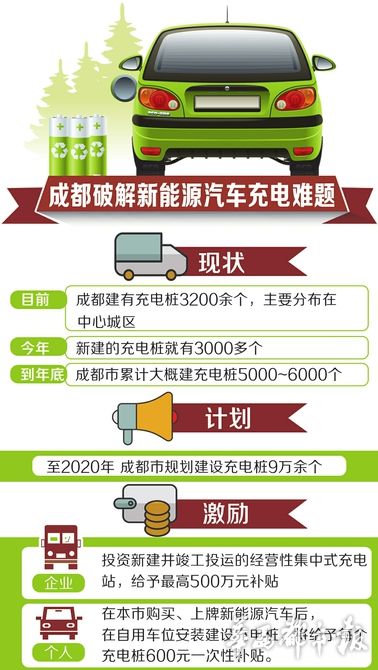 成都破解新能源汽车充电难题
现状
目前 成都建有充电桩3200余个，主要分布在
中心城区
今年 新建的充电桩就有3000多个
到年底 成都市累计大概建充电桩5000~6000个
计划
至2020年 成都市规划建设充电桩9万余个
激励
投资新建并竣工投运的经营性集中式充电
站，给予最高500万元补贴
企业
在本市购买、上牌新能源汽车后，
在自用车位安装建设充电桩，将给予每个
充电桩600元一次性补贴。
个人